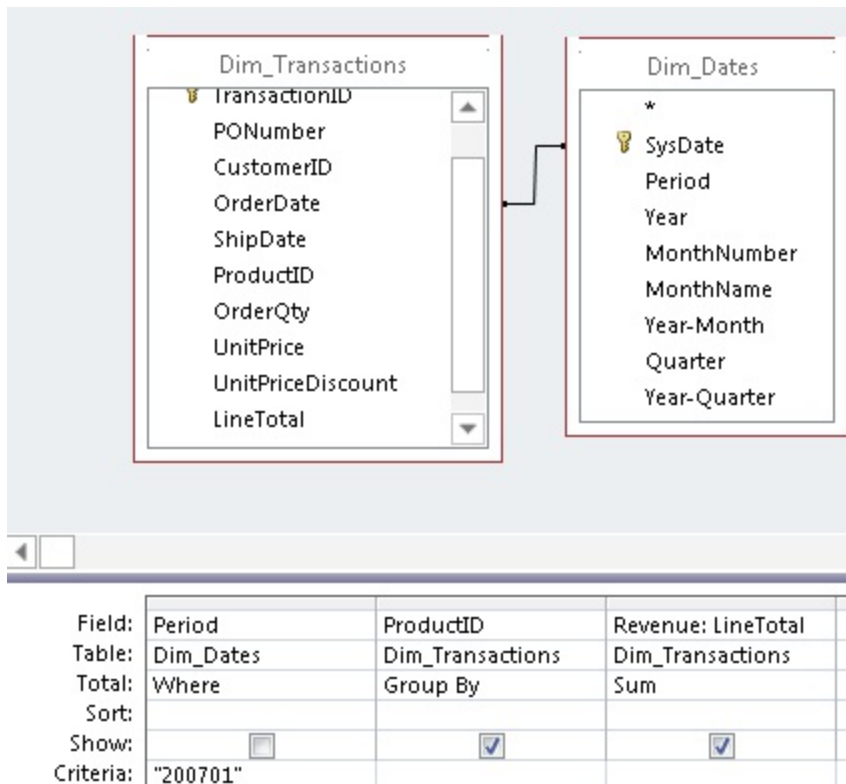 Dim_Transactions
TransactionID
PONumber
CustomerID
OrderDate
ShipDate
ProductID
OrderQty
UnitPrice
UnitPriceDiscount
LineTotal
Dim_Dates
*
SysDate
Period
Year
MonthNumber
MonthName
Year-Month
Quarter
Year-Quarter
Field: Period ProductID Revenue: LineTotal
Table: Dim_Dates Dim_Transactions Dim_Transactions
Total: Where Group By Sum
Sort:
Show:
Criteria: "200701"